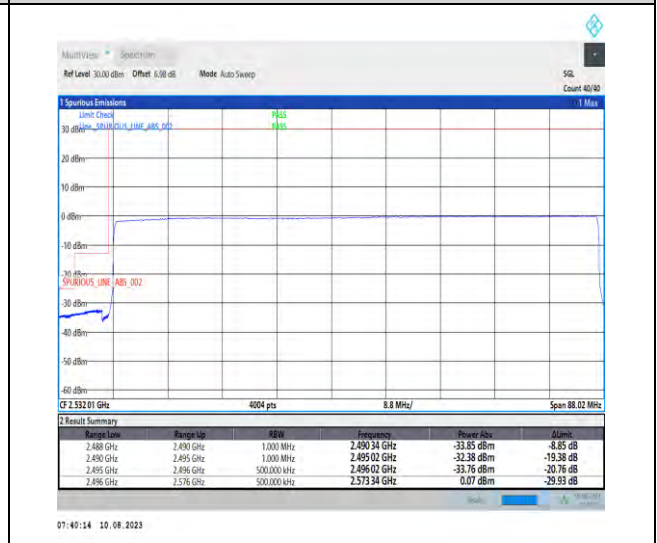 MultiView Spectrum
Ref Level 30.00 dBm Offset 6.98 dB Mode Auto Sweep SGL
Count 40/40
1 Spurious Emissions 1 Max
Limit Check PASS
30 dBm Line _SPURIOUS_LINE_ABS_002 PASS
20 dBm
10 dBm
0 dBm
-10 dBm
-20 dBm
_SPURIOUS_LINE_ABS_002
-30 dBm
-40 dBm
-50 dBm
-60 dBm
CF 2.532 01 GHz 4004 pts 8.8 MHz/ Span 88.02 MHz
2 Result Summary
Range Low Range Up RBW Frequency Power Abs ΔLimit
2.488 GHz 2.490 GHz 1.000 MHz 2.490 34 GHz -33.85 dBm -8.85 dB
2.490 GHz 2.495 GHz 1.000 MHz 2.495 02 GHz -32.38 dBm -19.38 dB
2.495 GHz 2.496 GHz 500.000 kHz 2.496 02 GHz -33.76 dBm -20.76 dB
2.496 GHz 2.576 GHz 500.000 kHz 2.573 34 GHz 0.07 dBm -29.93 dB
07:40:14 10.08.2023